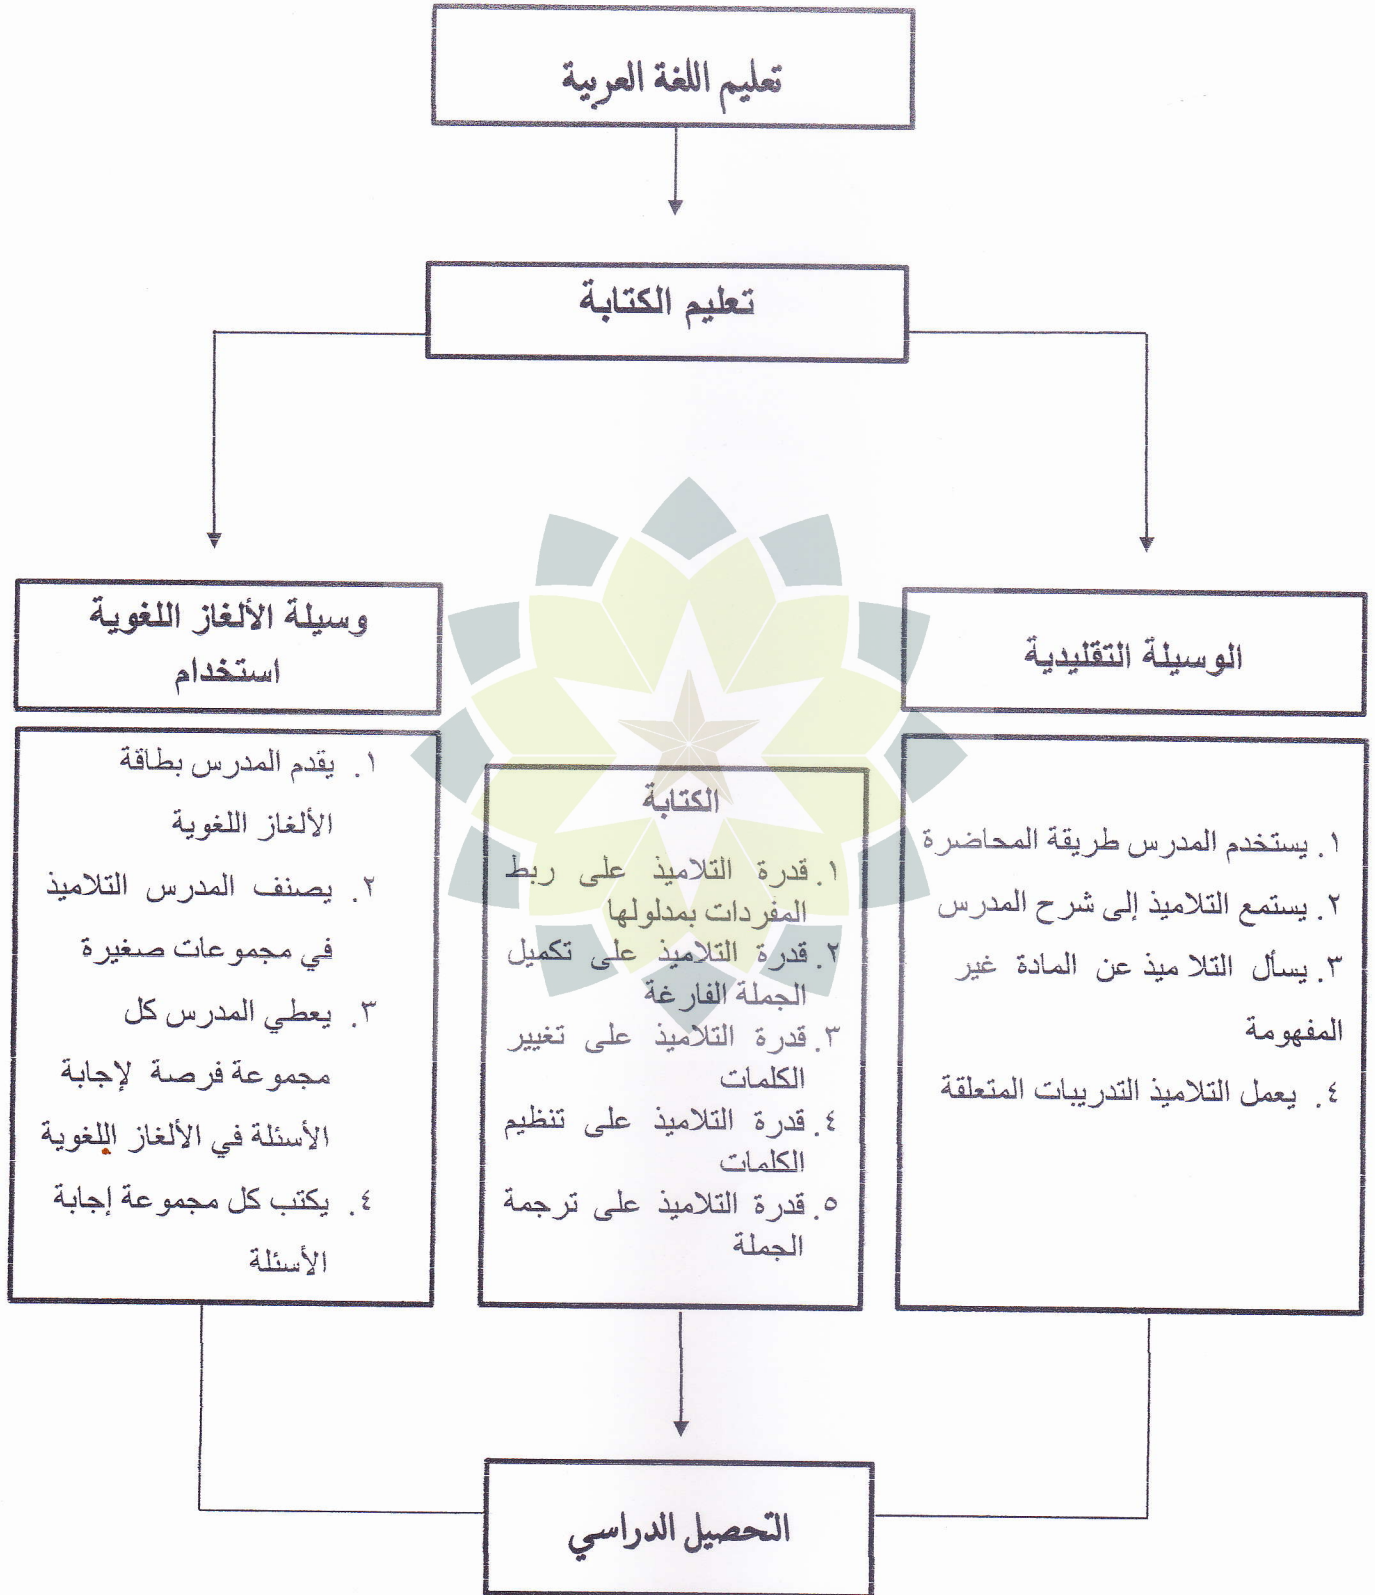 تعليم اللغة العربية
تعليم الكتابة
الوسيلة التقليدية
١. يستخدم المدرس طريقة المحاضرة
٢. يستمع التلاميذ إلى شرح المدرس
٣. يسأل التلا ميذ عن المادة غير
المفهومة
٤. يعمل التلاميذ التدريبات المتعلقة
الكتابة
١. قدرة التلاميذ على ربط
المفردات بمدلولها
٢. قدرة التلاميذ على تكميل
الجملة الفارغة
٣. قدرة التلاميذ على تغيير
الكلمات
٤. قدرة التلاميذ على تنظيم
الكلمات
٥. قدرة التلاميذ على ترجمة
الجملة
وسيلة الألغاز اللغوية
استخدام
١. يقدم المدرس بطاقة
الألغاز اللغوية
٢. يصنف المدرس التلاميذ
في مجموعات صغيرة
٣. يعطي المدرس كل
مجموعة فرصة لإجابة
الأسئلة في الألغاز اللغوية
٤. يكتب كل مجموعة إجابة
الأسئلة
التحصيل الدراسي